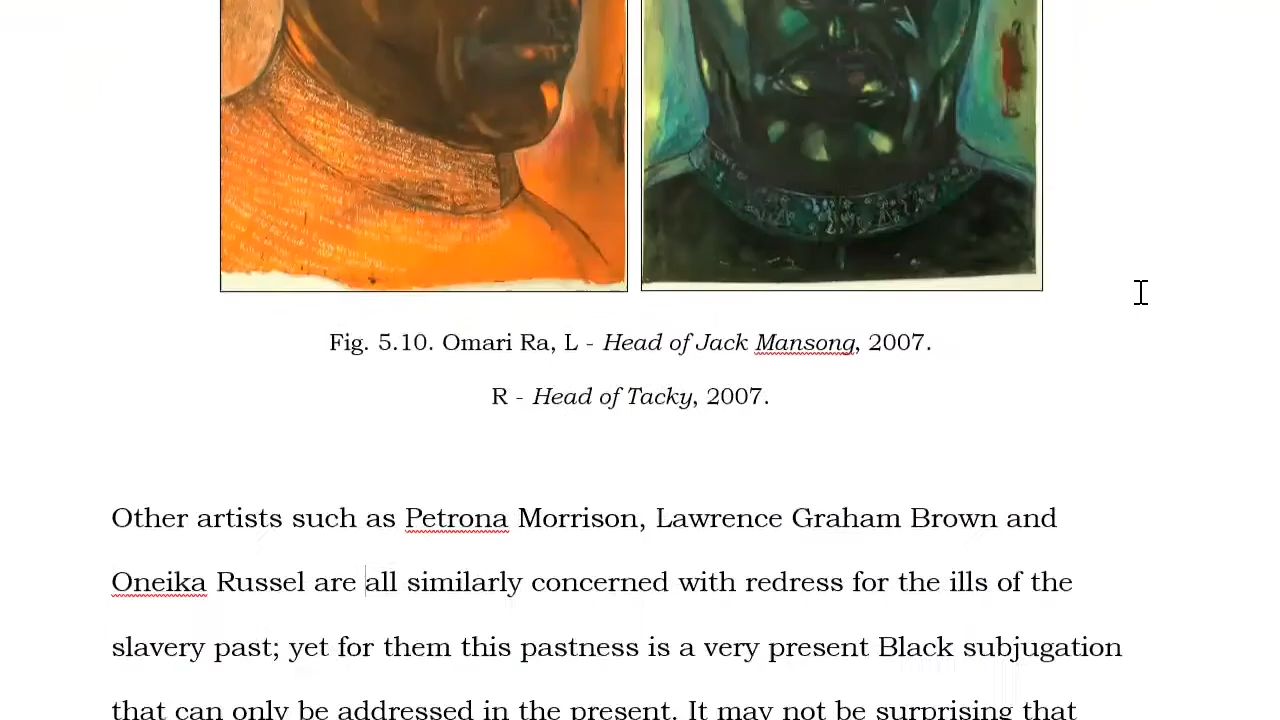 Fig. 5.10. Omari Ra, L - Head of Jack Mansong, 2007.
R - Head of Tacky, 2007.
Other artists such as Petrona Morrison, Lawrence Graham Brown and
Oneika Russel are all similarly concerned with redress for the ills of the
slavery past; yet for them this pastness is a very present Black subjugation
that can only be addressed in the present. It may not be surprising that